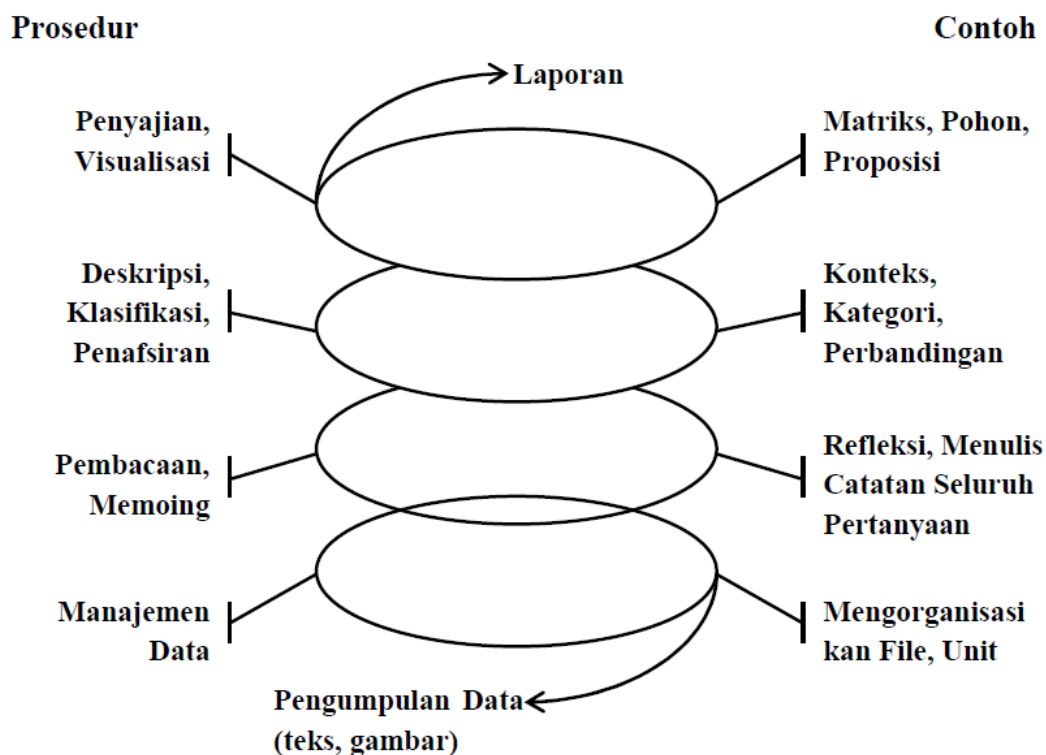 Prosedur
Contoh
Laporan
Penyajian,
Visualisasi
Matriks, Pohon,
Proposisi
Deskripsi,
Klasifikasi,
Penafsiran
Konteks,
Kategori,
Perbandingan
Pembacaan,
Memoing
Refleksi, Menulis
Catatan Seluruh
Pertanyaan
Manajemen
Data
Mengorganisasi
kan File, Unit
Pengumpulan Data
(teks, gambar)